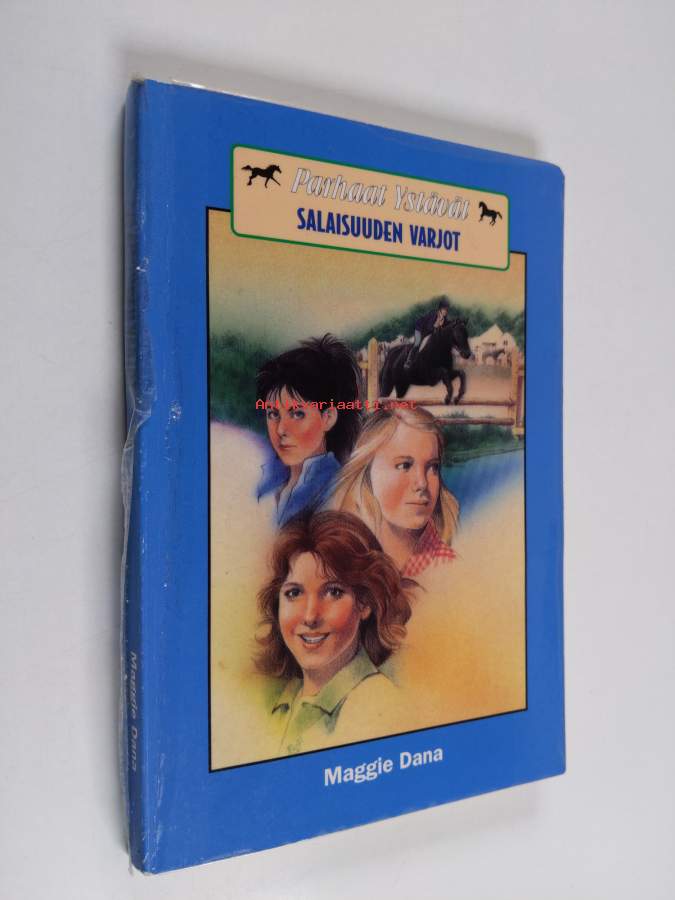 Parhaat Ystävät
SALAISUUDEN VARJOT
Antikvariaatti.net
Maggie Dana
Maggie Dana